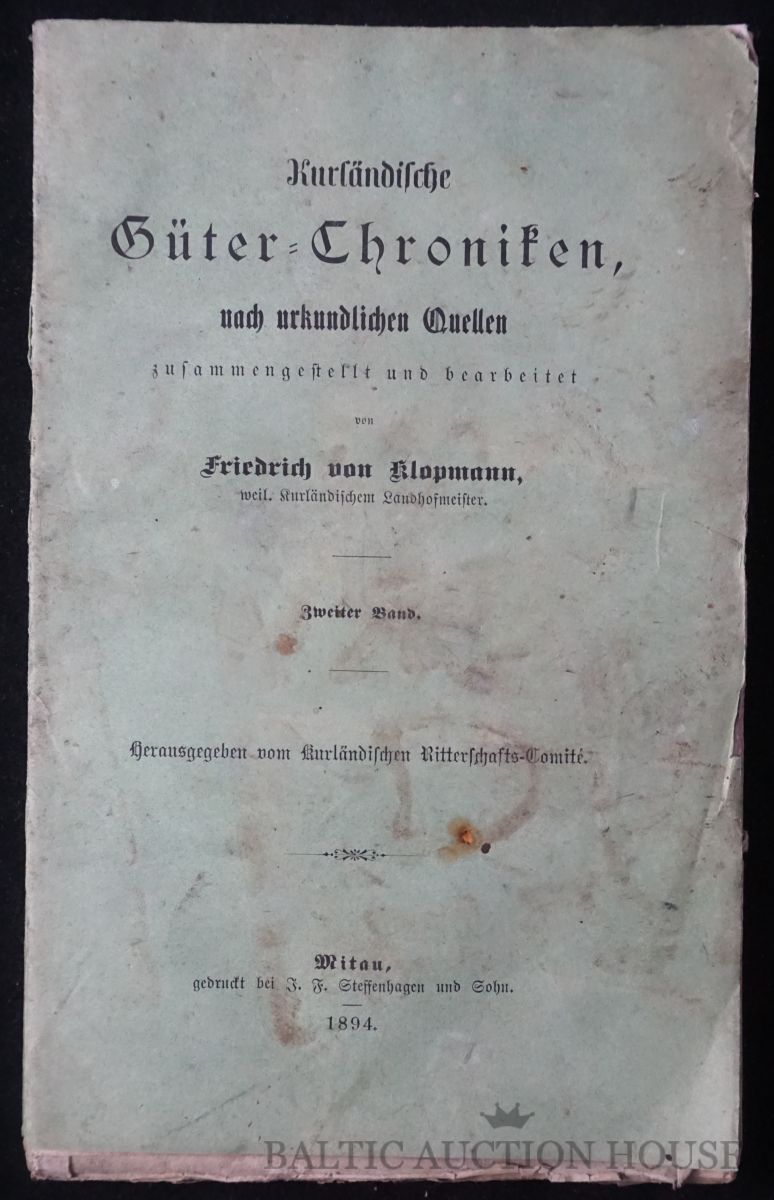 Kurländische
Güter-Chroniken,
nach urkundlichen Quellen
zusammengestellt und bearbeitet
von
Friedrich von Klopmann,
weil. Kurländischem Landhofmeister.
Zweiter Band.
Herausgegeben vom Kurländischen Ritterschafts-Comité.
Mitau,
gedruckt bei J. F. Steffenhagen und Sohn.
1894.
BALTIC AUCTION HOUSE